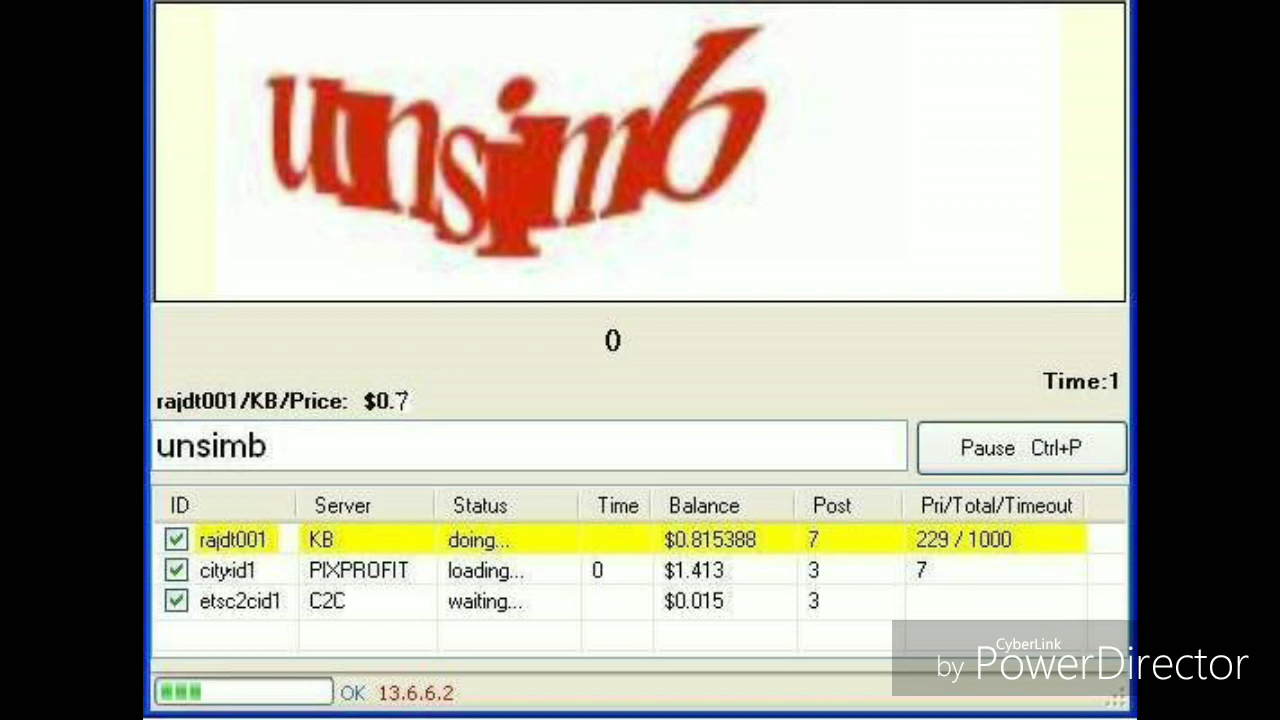 unsimb
0
Time:1
rajdt001/KB/Price: $0.7
unsimb
Pause Ctrl+P
ID Server Status Time Balance Post Pri/Total/Timeout
rajdt001 KB doing... $0.815388 7 229 / 1000
cityid1 PIXPROFIT loading... 0 $1.413 3 7
etsc2cid1 C2C waiting... $0.015 3
CyberLink
by PowerDirector
OK 13.6.6.2